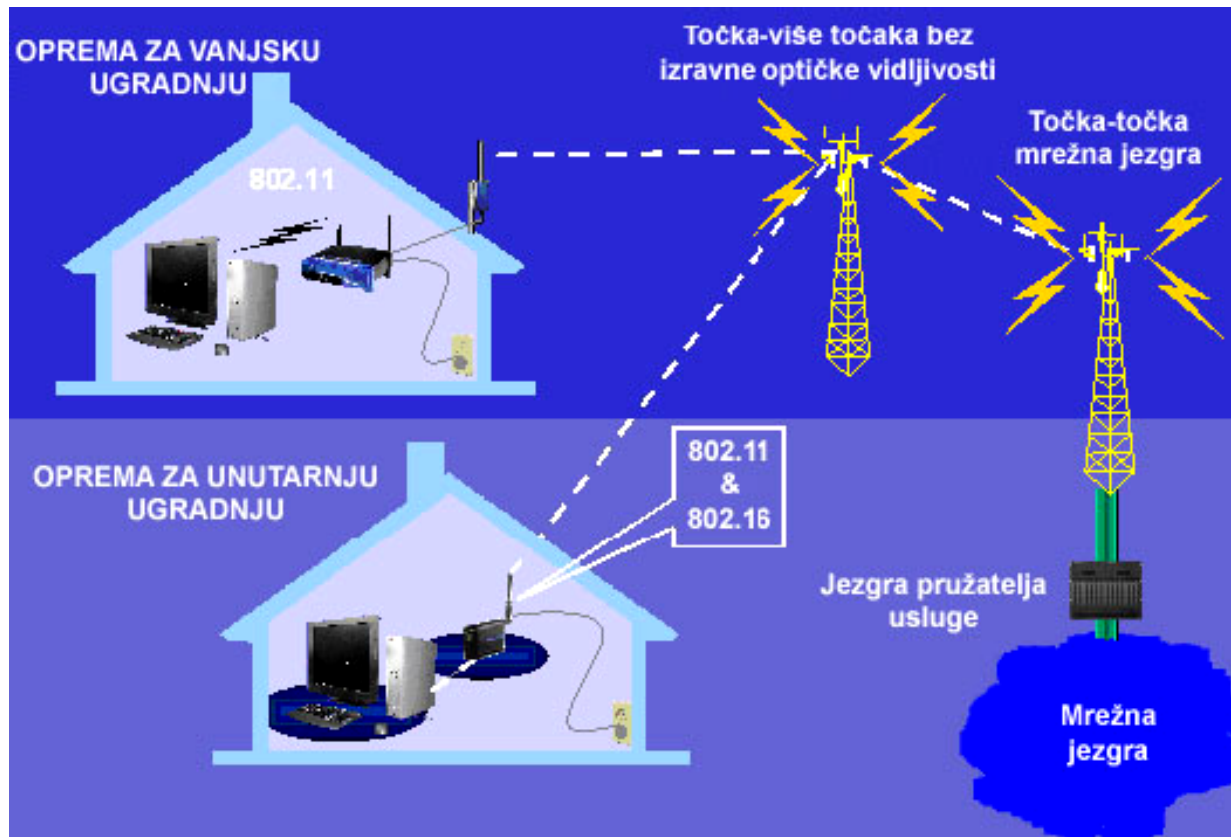 OPREMA ZA VANJSKU
UGRADNJU
802.11
Točka-više točaka bez
izravne optičke vidljivosti
Točka-točka
mrežna jezgra
OPREMA ZA UNUTARNJU
UGRADNJU
802.11
&
802.16
Jezgra pružatelja
usluge
Mrežna
jezgra